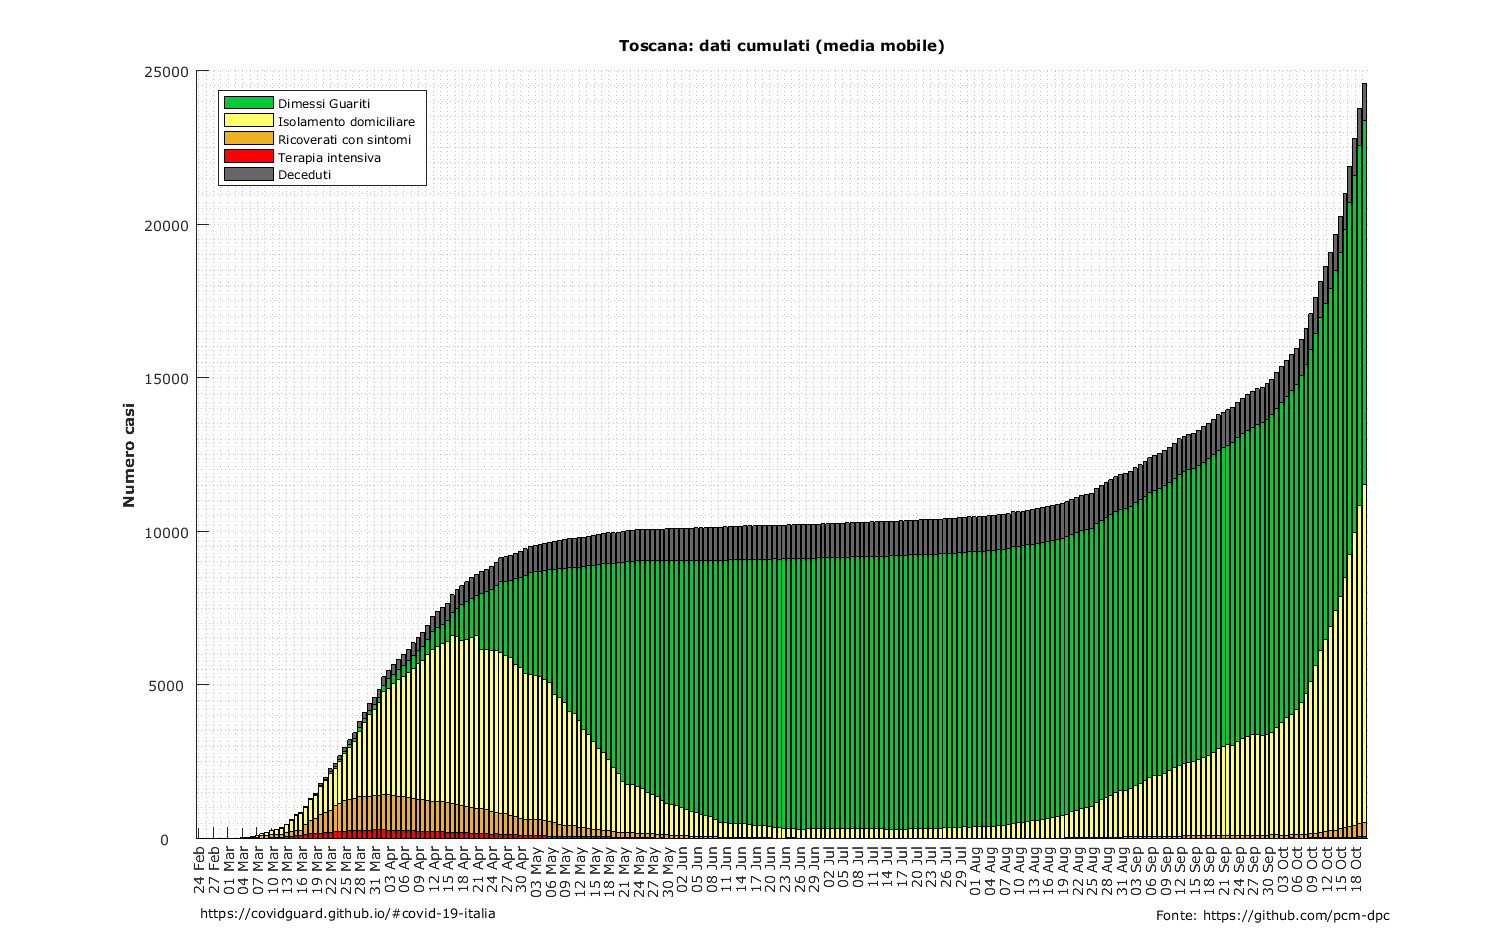 Toscana: dati cumulati (media mobile)
25000
20000
15000
10000
5000
0
Numero casi
Dimessi Guariti
Isolamento domiciliare
Ricoverati con sintomi
Terapia intensiva
Deceduti
24 Feb
27 Feb
01 Mar
04 Mar
07 Mar
10 Mar
13 Mar
16 Mar
19 Mar
22 Mar
25 Mar
28 Mar
31 Mar
03 Apr
06 Apr
09 Apr
12 Apr
15 Apr
18 Apr
21 Apr
24 Apr
27 Apr
30 Apr
03 May
06 May
09 May
12 May
15 May
18 May
21 May
24 May
27 May
30 May
02 Jun
05 Jun
08 Jun
11 Jun
14 Jun
17 Jun
20 Jun
23 Jun
26 Jun
29 Jun
02 Jul
05 Jul
08 Jul
11 Jul
14 Jul
17 Jul
20 Jul
23 Jul
26 Jul
29 Jul
01 Aug
04 Aug
07 Aug
10 Aug
13 Aug
16 Aug
19 Aug
22 Aug
25 Aug
28 Aug
31 Aug
03 Sep
06 Sep
09 Sep
12 Sep
15 Sep
18 Sep
21 Sep
24 Sep
27 Sep
30 Sep
03 Oct
06 Oct
09 Oct
12 Oct
15 Oct
18 Oct
https://covidguard.github.io/#covid-19-italia
Fonte: https://github.com/pcm-dpc